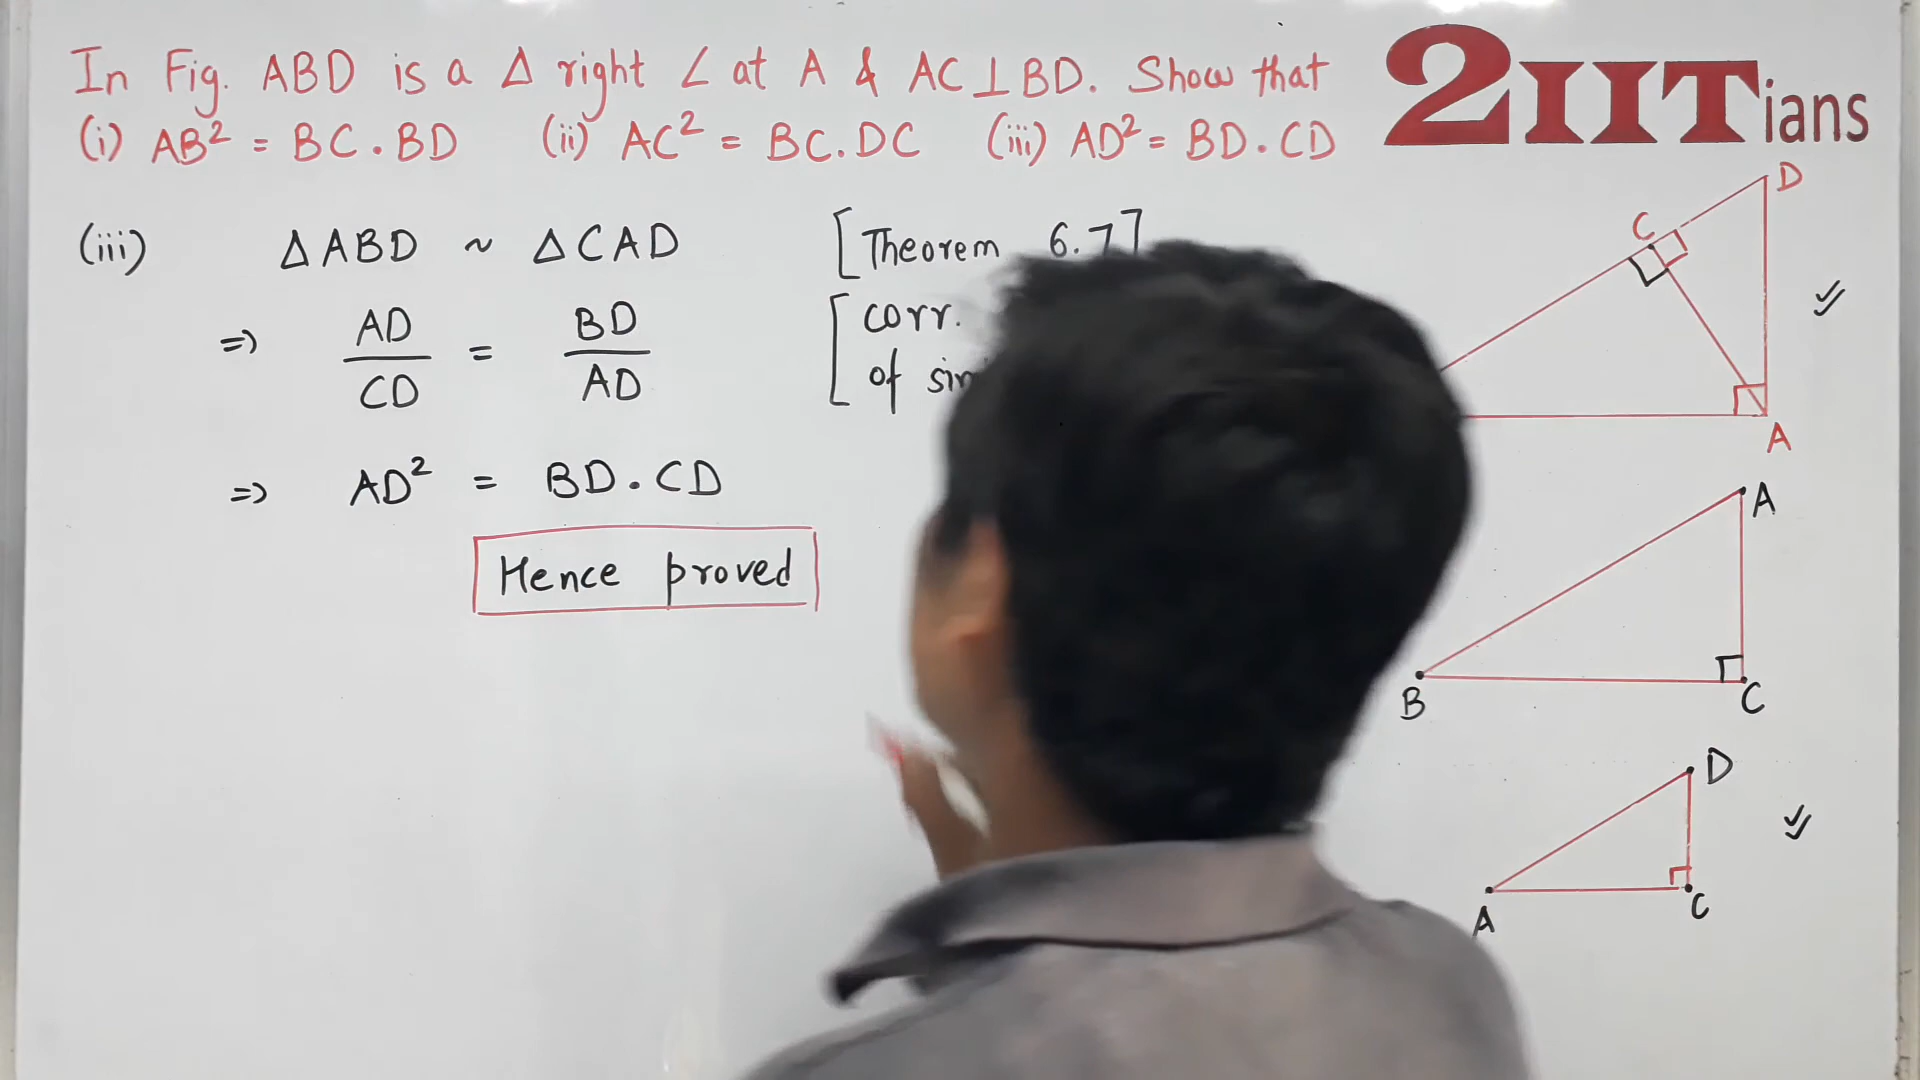 In Fig. ABD is a Δ right ∠ at A & AC⊥BD. Show that
(i) AB² = BC.BD (ii) AC² = BC.DC (iii) AD² = BD.CD
2IITians
(iii) ΔABD ~ ΔCAD [Theorem 6.7]
⇒ AD/CD = BD/AD [corr.
of
⇒ AD² = BD.CD
Hence proved
D
C
A
A
B
C
D
A
C